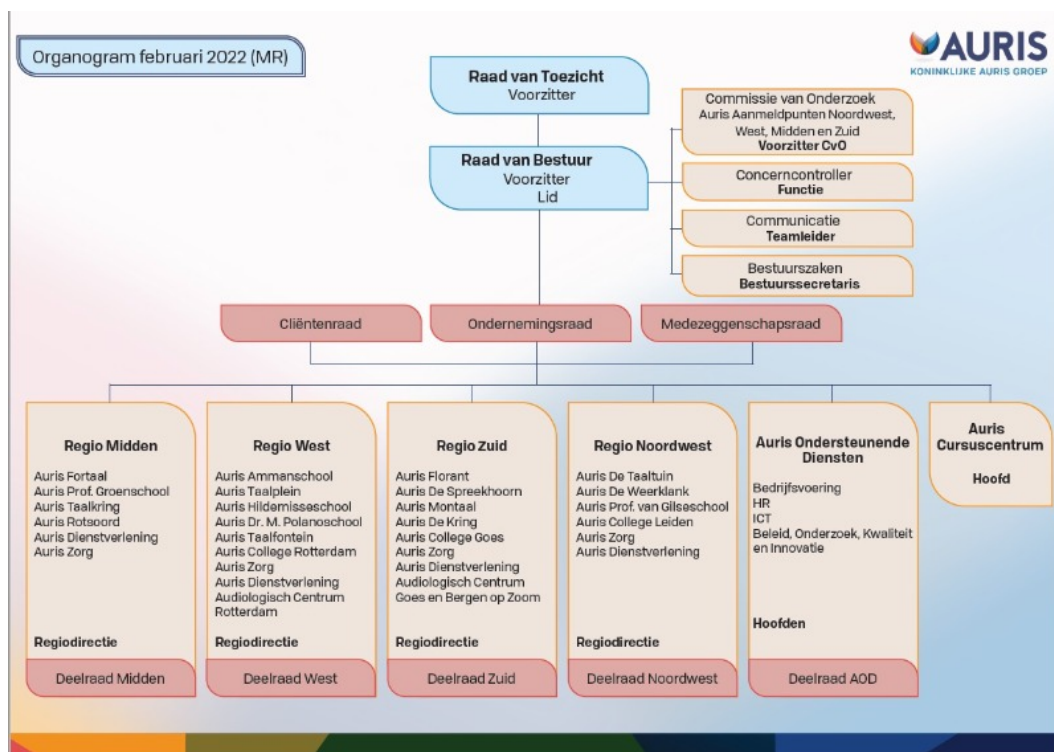 Organogram februari 2022 (MR)
AURIS
KONINKLIJKE AURIS GROEP
Raad van Toezicht
Voorzitter
Raad van Bestuur
Voorzitter
Lid
Commissie van Onderzoek
Auris Aanmeldpunten Noordwest,
West, Midden en Zuid
Voorzitter CvO
Concerncontroller
Functie
Communicatie
Teamleider
Bestuurszaken
Bestuurssecretaris
Cliëntenraad
Ondernemingsraad
Medezeggenschapsraad
Regio Midden
Auris Fortaal
Auris Prof. Groenschool
Auris Taalkring
Auris Rotsoord
Auris Dienstverlening
Auris Zorg
Regiodirectie
Deelraad Midden
Regio West
Auris Ammanschool
Auris Taalplein
Auris Hildernisseschool
Auris Dr. M. Polanoschool
Auris Taalfontein
Auris College Rotterdam
Auris Zorg
Auris Dienstverlening
Audiologisch Centrum
Rotterdam
Regiodirectie
Deelraad West
Regio Zuid
Auris Florant
Auris De Spreekhoorn
Auris Montaal
Auris De Kring
Auris College Goes
Auris Zorg
Auris Dienstverlening
Audiologisch Centrum
Goes en Bergen op Zoom
Regiodirectie
Deelraad Zuid
Regio Noordwest
Auris De Taaltuin
Auris De Weerklank
Auris Prof. van Gilseschool
Auris College Leiden
Auris Zorg
Auris Dienstverlening
Regiodirectie
Deelraad Noordwest
Auris Ondersteunende
Diensten
Bedrijfsvoering
HR
ICT
Beleid, Onderzoek, Kwaliteit
en Innovatie
Hoofden
Deelraad AOD
Auris
Cursuscentrum
Hoofd